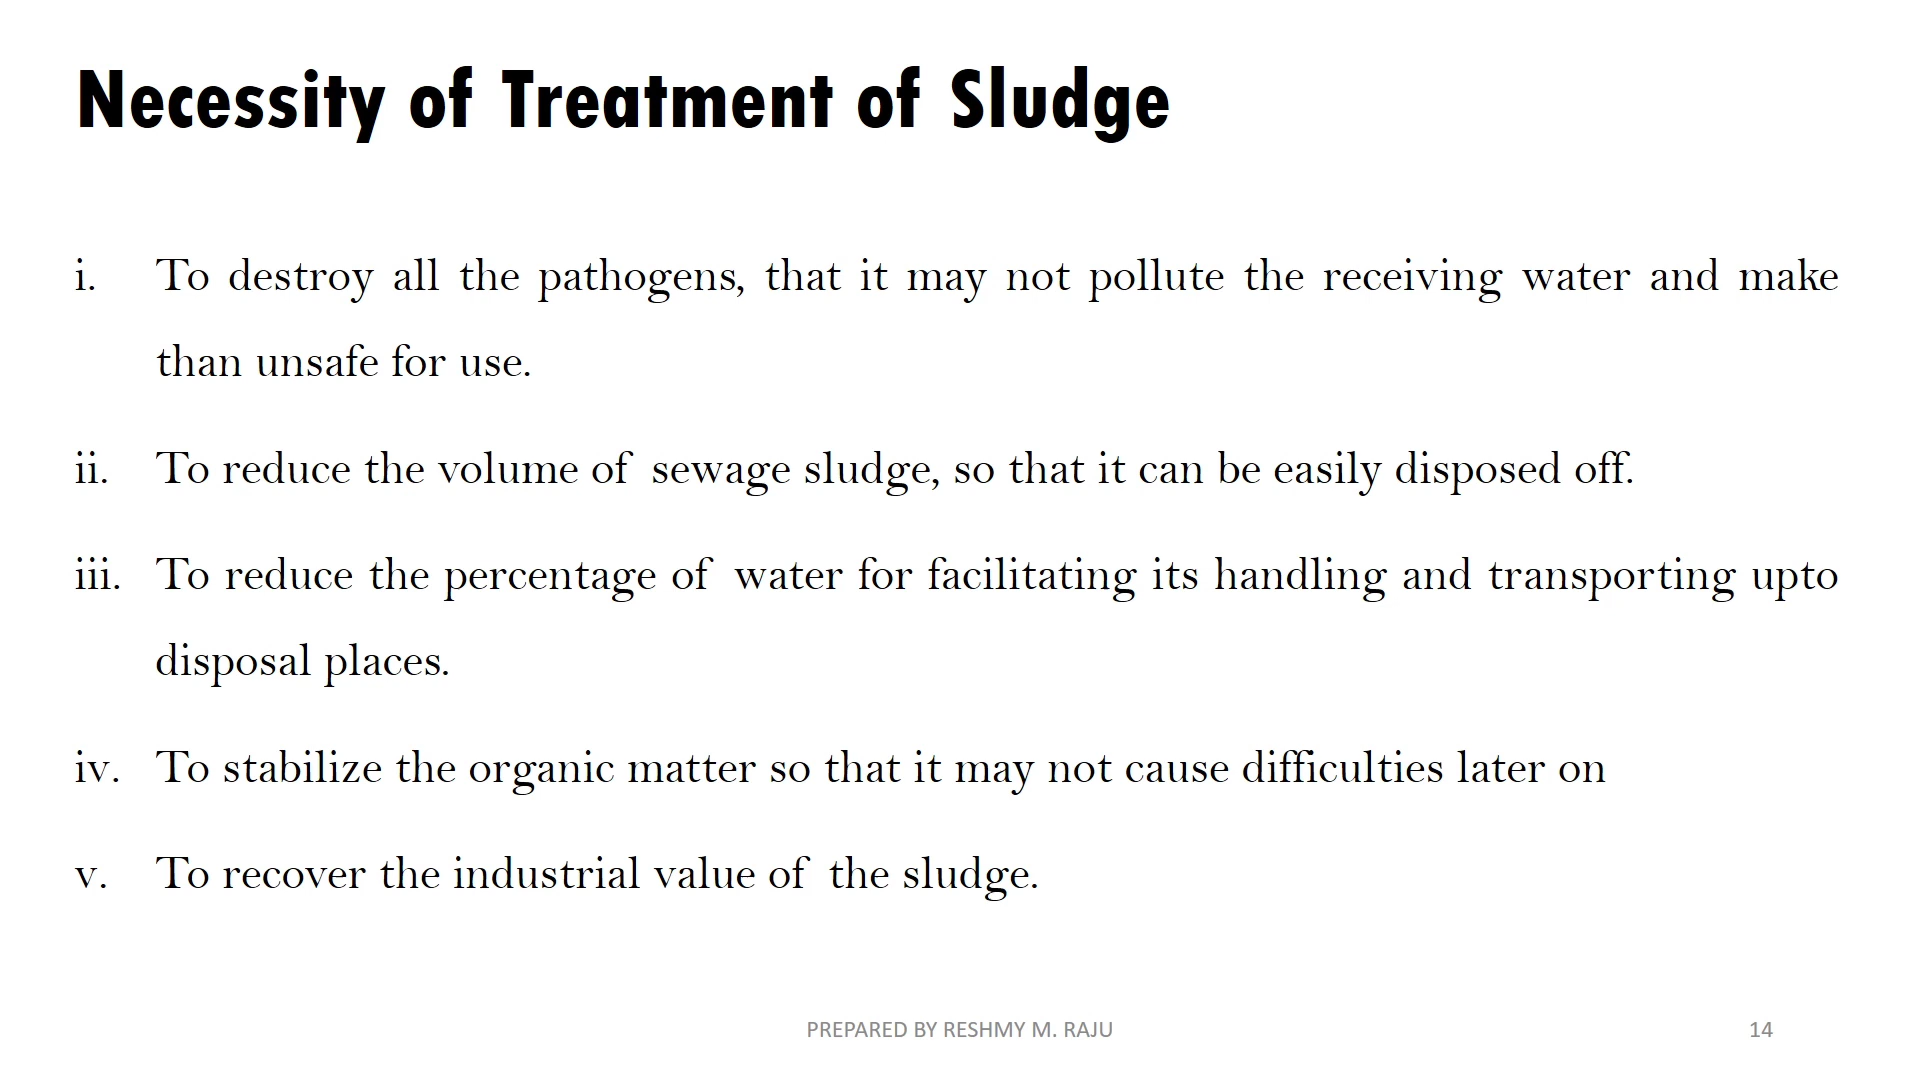 Necessity of Treatment of Sludge
i. To destroy all the pathogens, that it may not pollute the receiving water and make
than unsafe for use.
ii. To reduce the volume of sewage sludge, so that it can be easily disposed off.
iii. To reduce the percentage of water for facilitating its handling and transporting upto
disposal places.
iv. To stabilize the organic matter so that it may not cause difficulties later on
v. To recover the industrial value of the sludge.
PREPARED BY RESHMY M. RAJU
14